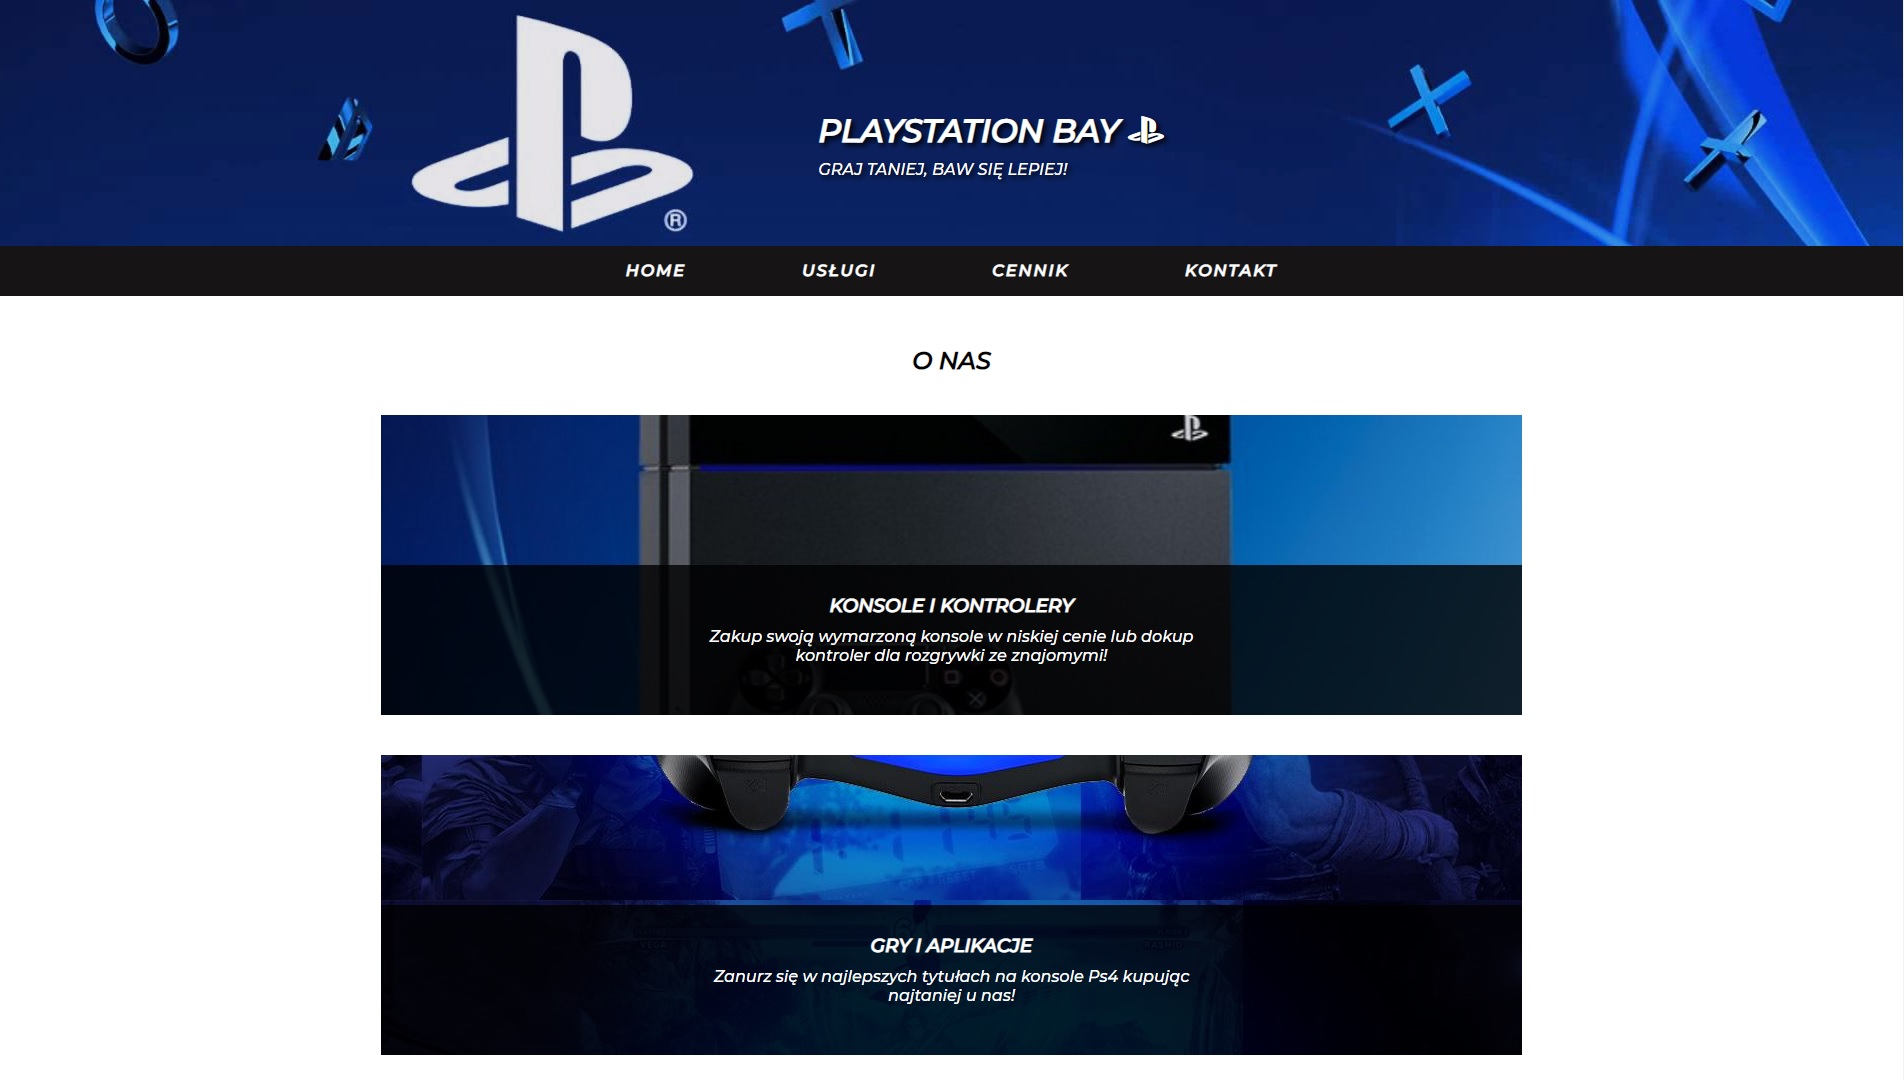 ®
PLAYSTATION BAY
GRAJ TANIEJ, BAW SIĘ LEPIEJ!
HOME
USŁUGI
CENNIK
KONTAKT
O NAS
KONSOLE I KONTROLERY
Zakup swoją wymarzoną konsole w niskiej cenie lub dokup
kontroler dla rozgrywki ze znajomymi!
GRY I APLIKACJE
Zanurz się w najlepszych tytułach na konsole Ps4 kupując
najtaniej u nas!